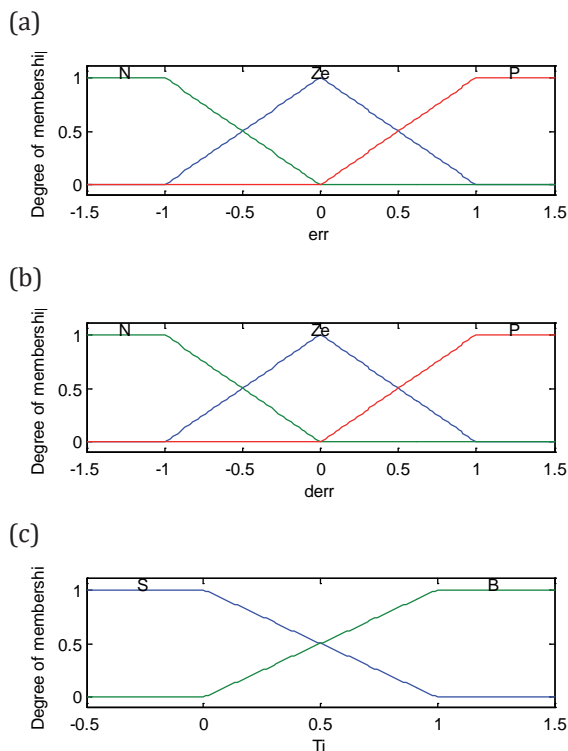 (a)
N Ze P
1
0.5
0
Degree of membershi
-1.5 -1 -0.5 0 0.5 1 1.5
err
(b)
N Ze P
1
0.5
0
Degree of membershi
-1.5 -1 -0.5 0 0.5 1 1.5
derr
(c)
S B
1
0.5
0
Degree of membershi
-0.5 0 0.5 1 1.5
Ti